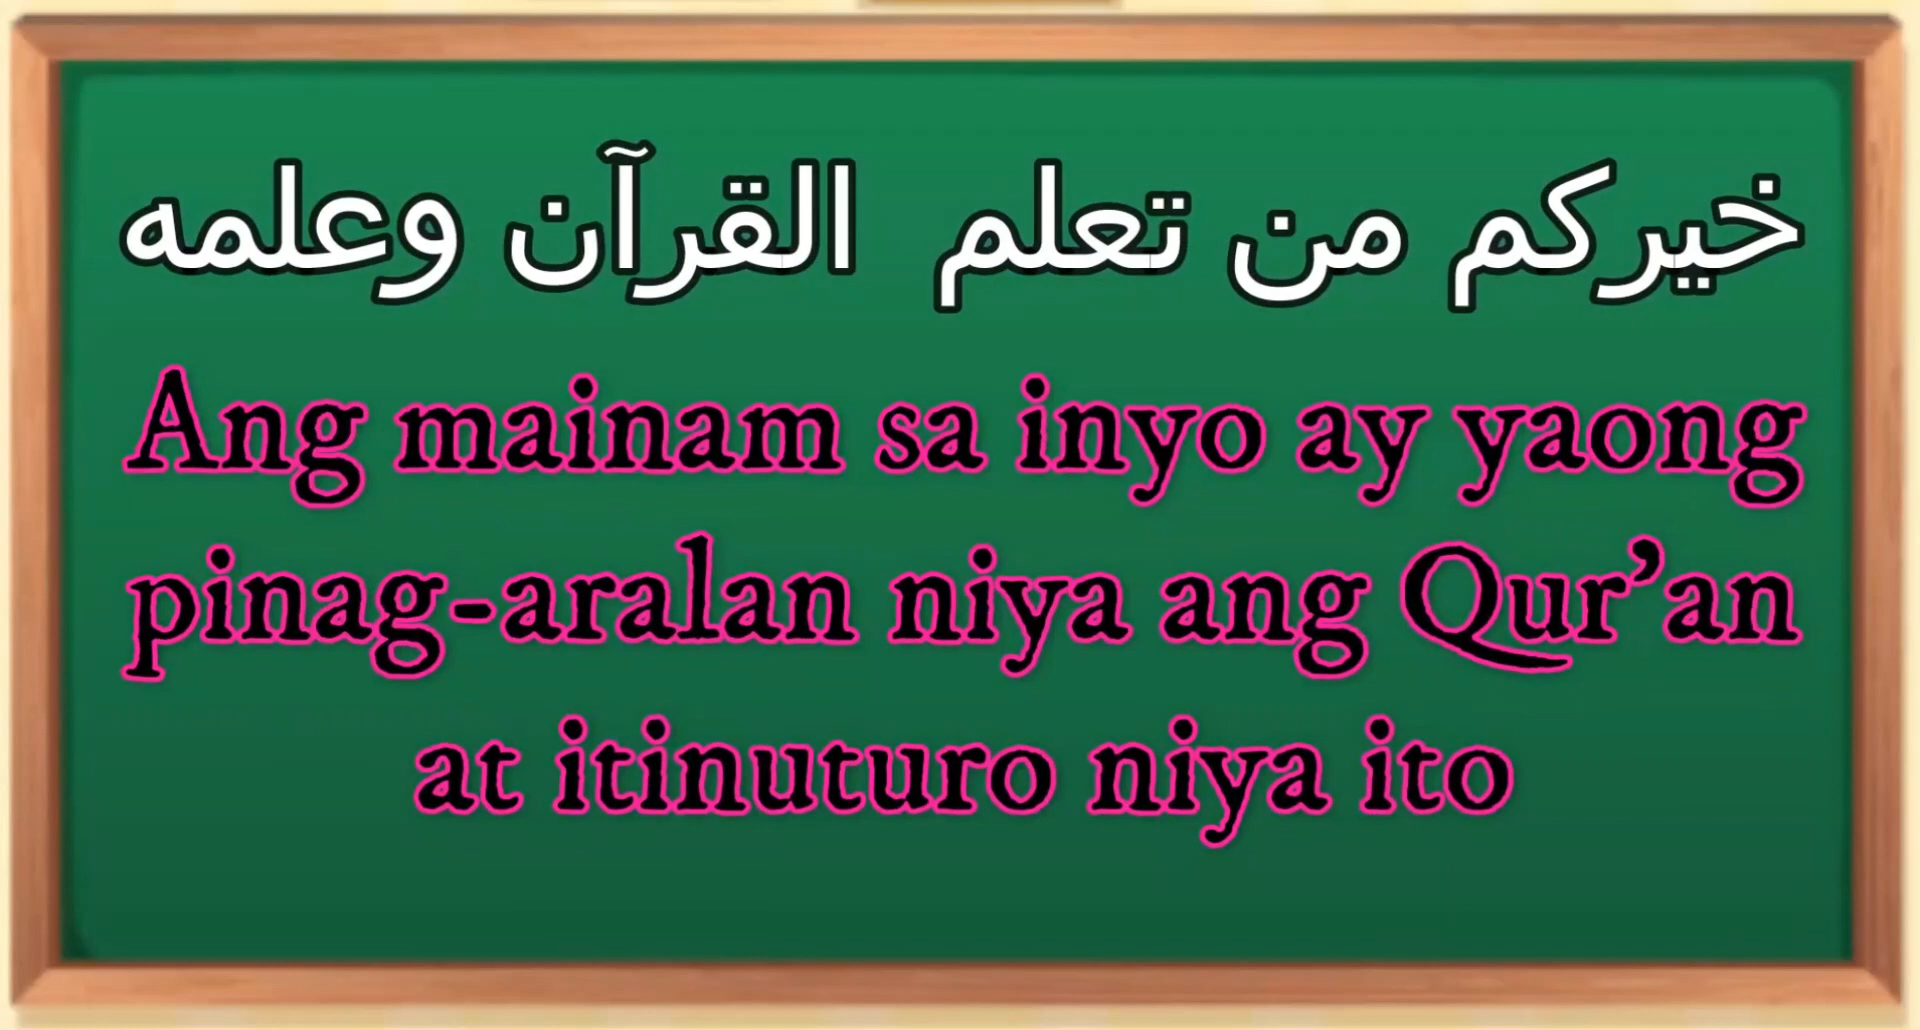 خيركم من تعلم القرآن وعلمه
Ang mainam sa inyo ay yaong
pinag-aralan niya ang Qur’an
at itinuturo niya ito